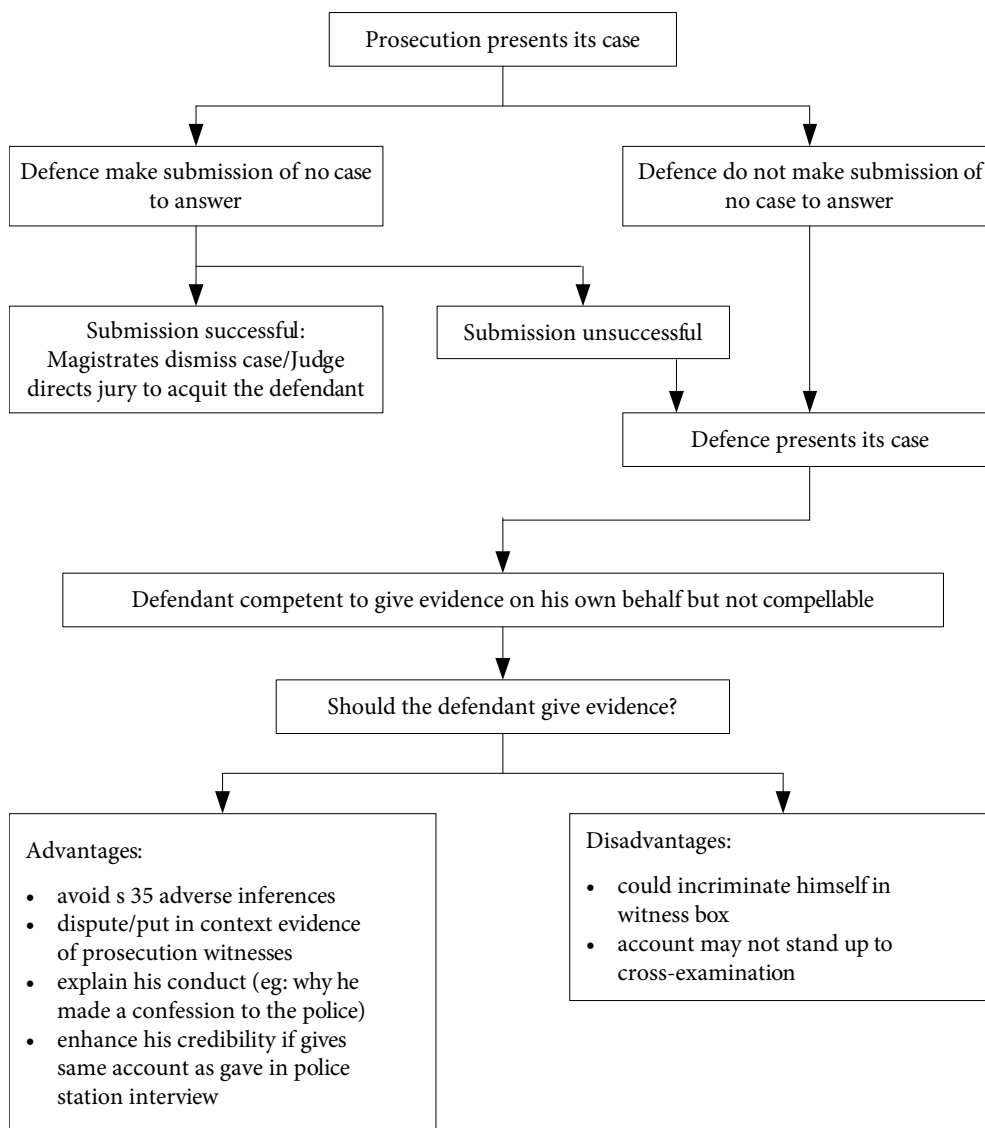 Prosecution presents its case
Defence make submission of no case
to answer
Defence do not make submission of
no case to answer
Submission successful:
Magistrates dismiss case/Judge
directs jury to acquit the defendant
Submission unsuccessful
Defence presents its case
Defendant competent to give evidence on his own behalf but not compellable
Should the defendant give evidence?
Advantages:
• avoid s 35 adverse inferences
• dispute/put in context evidence
of prosecution witnesses
• explain his conduct (eg: why he
made a confession to the police)
• enhance his credibility if gives
same account as gave in police
station interview
Disadvantages:
• could incriminate himself in
witness box
• account may not stand up to
cross-examination